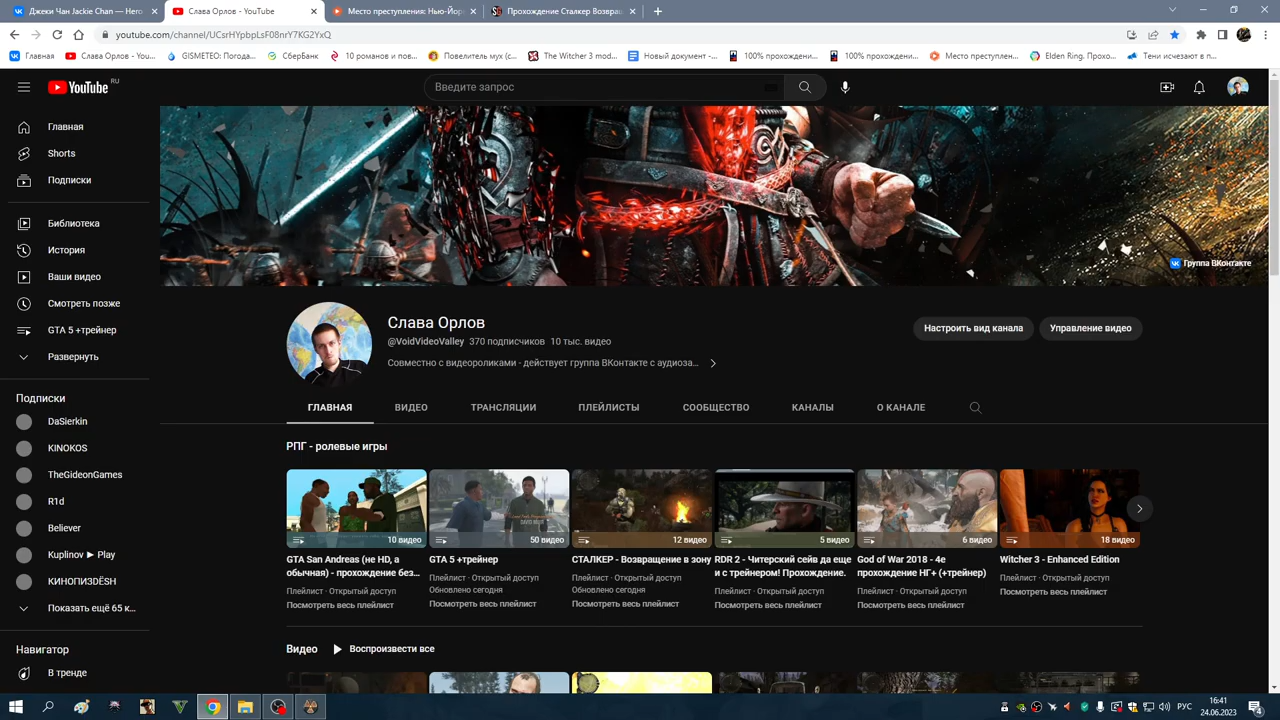 Джеки Чан Jackie Chan — Не
Слава Орлов - YouTube
Место преступления: Нью-Йорк
Прохождение Сталкер Возвра
youtube.com/channel/UCsrHYpbpLsF08nrY7KG2YxQ
Главная
Слава Орлов - You...
GISMETEO: Погода...
СберБанк
10 романов и пов...
Повелитель мух (с...
The Witcher 3 mod...
Новый документ -...
100% прохождени...
100% прохождени...
Место преступлен...
Elden Ring. Прохо...
Тени исчезают в п...
YouTube RU
Введите запрос
Главная
Shorts
Подписки
Библиотека
История
Ваши видео
Смотреть позже
GTA 5 +трейнер
Развернуть
Подписки
DaSierkin
KINOKOS
TheGideonGames
R1d
Believer
Kuplinov ► Play
КИНОПИЗDЕSН
Показать ещё 65 к...
Навигатор
В тренде
Группа ВКонтакте
Слава Орлов
@VoidVideoValley 370 подписчиков 10 тыс. видео
Совместно с видеороликами - действует группа ВКонтакте с аудиоза...
Настроить вид канала
Управление видео
ГЛАВНАЯ
ВИДЕО
ТРАНСЛЯЦИИ
ПЛЕЙЛИСТЫ
СООБЩЕСТВО
КАНАЛЫ
О КАНАЛЕ
РПГ - ролевые игры
10 видео
GTA San Andreas (не HD, а
обычная) - прохождение без...
Плейлист · Открытый доступ
Посмотреть весь плейлист
50 видео
GTA 5 +трейнер
Плейлист · Открытый доступ
Обновлено сегодня
Посмотреть весь плейлист
12 видео
СТАЛКЕР - Возвращение в зону
Плейлист · Открытый доступ
Обновлено сегодня
Посмотреть весь плейлист
5 видео
RDR 2 - Читерский сейв да еще
и с трейнером! Прохождение.
Плейлист · Открытый доступ
Посмотреть весь плейлист
6 видео
God of War 2018 - 4е
прохождение НГ+ (+трейнер)
Плейлист · Открытый доступ
Посмотреть весь плейлист
18 видео
Witcher 3 - Enhanced Edition
Плейлист · Открытый доступ
Посмотреть весь плейлист
Видео
Воспроизвести все
РУС
16:41
24.06.2023
4